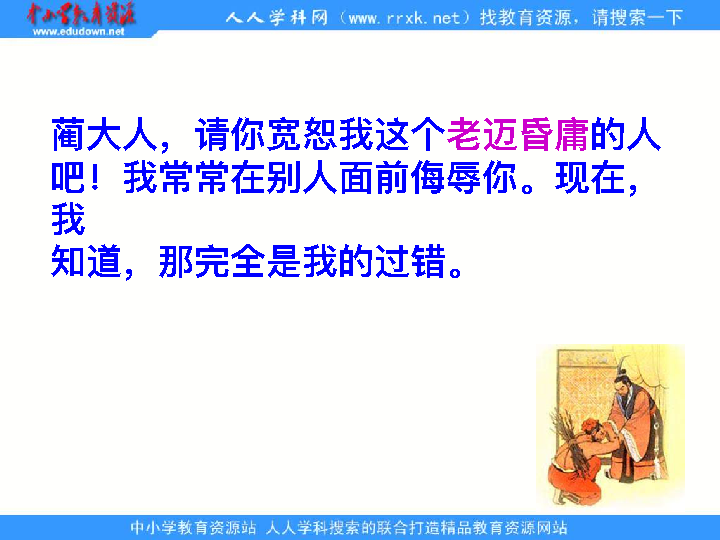 中小学教育资源
www.edudown.net
人人学科网（www.rrxk.net）找教育资源，请搜索一下
蔺大人，请你宽恕我这个老迈昏庸的人
吧！我常常在别人面前侮辱你。现在，
我
知道，那完全是我的过错。
中小学教育资源站 人人学科搜索的联合打造精品教育资源网站